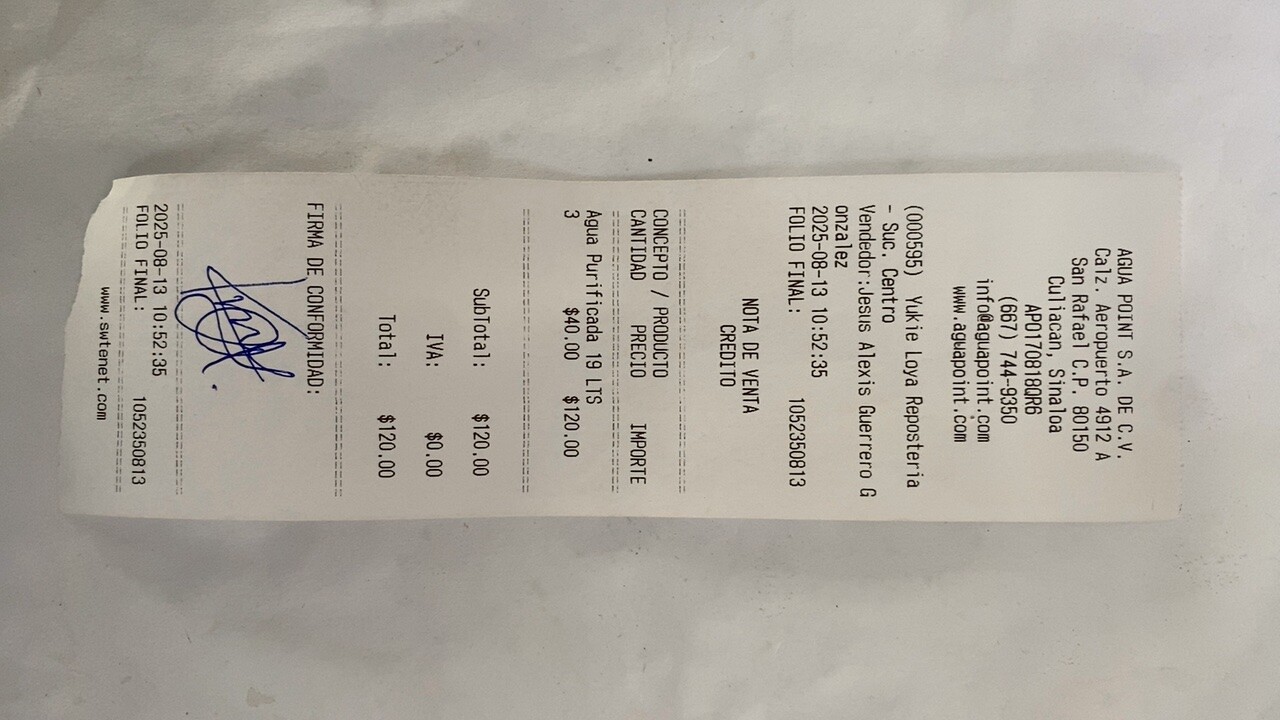 AGUA POINT S.A. DE C.V.
Calz. Aeropuerto 4912 A
San Rafael C.P. 80150
Culiacan, Sinaloa
APO170818QR6
(667) 744-9350
info@aguapoint.com
www.aguapoint.com
(000595) Yukie Loya Reposteria
- Suc. Centro
Vendedor:Jesus Alexis Guerrero G
onzalez
2025-08-13 10:52:35
FOLIO FINAL: 1052350813
NOTA DE VENTA
CREDITO
CONCEPTO / PRODUCTO
CANTIDAD PRECIO IMPORTE
Agua Purificada 19 LTS
3 $40.00 $120.00
SubTotal: $120.00
IVA: $0.00
Total: $120.00
FIRMA DE CONFORMIDAD:
2025-08-13 10:52:35
FOLIO FINAL: 1052350813
www.swtenet.com